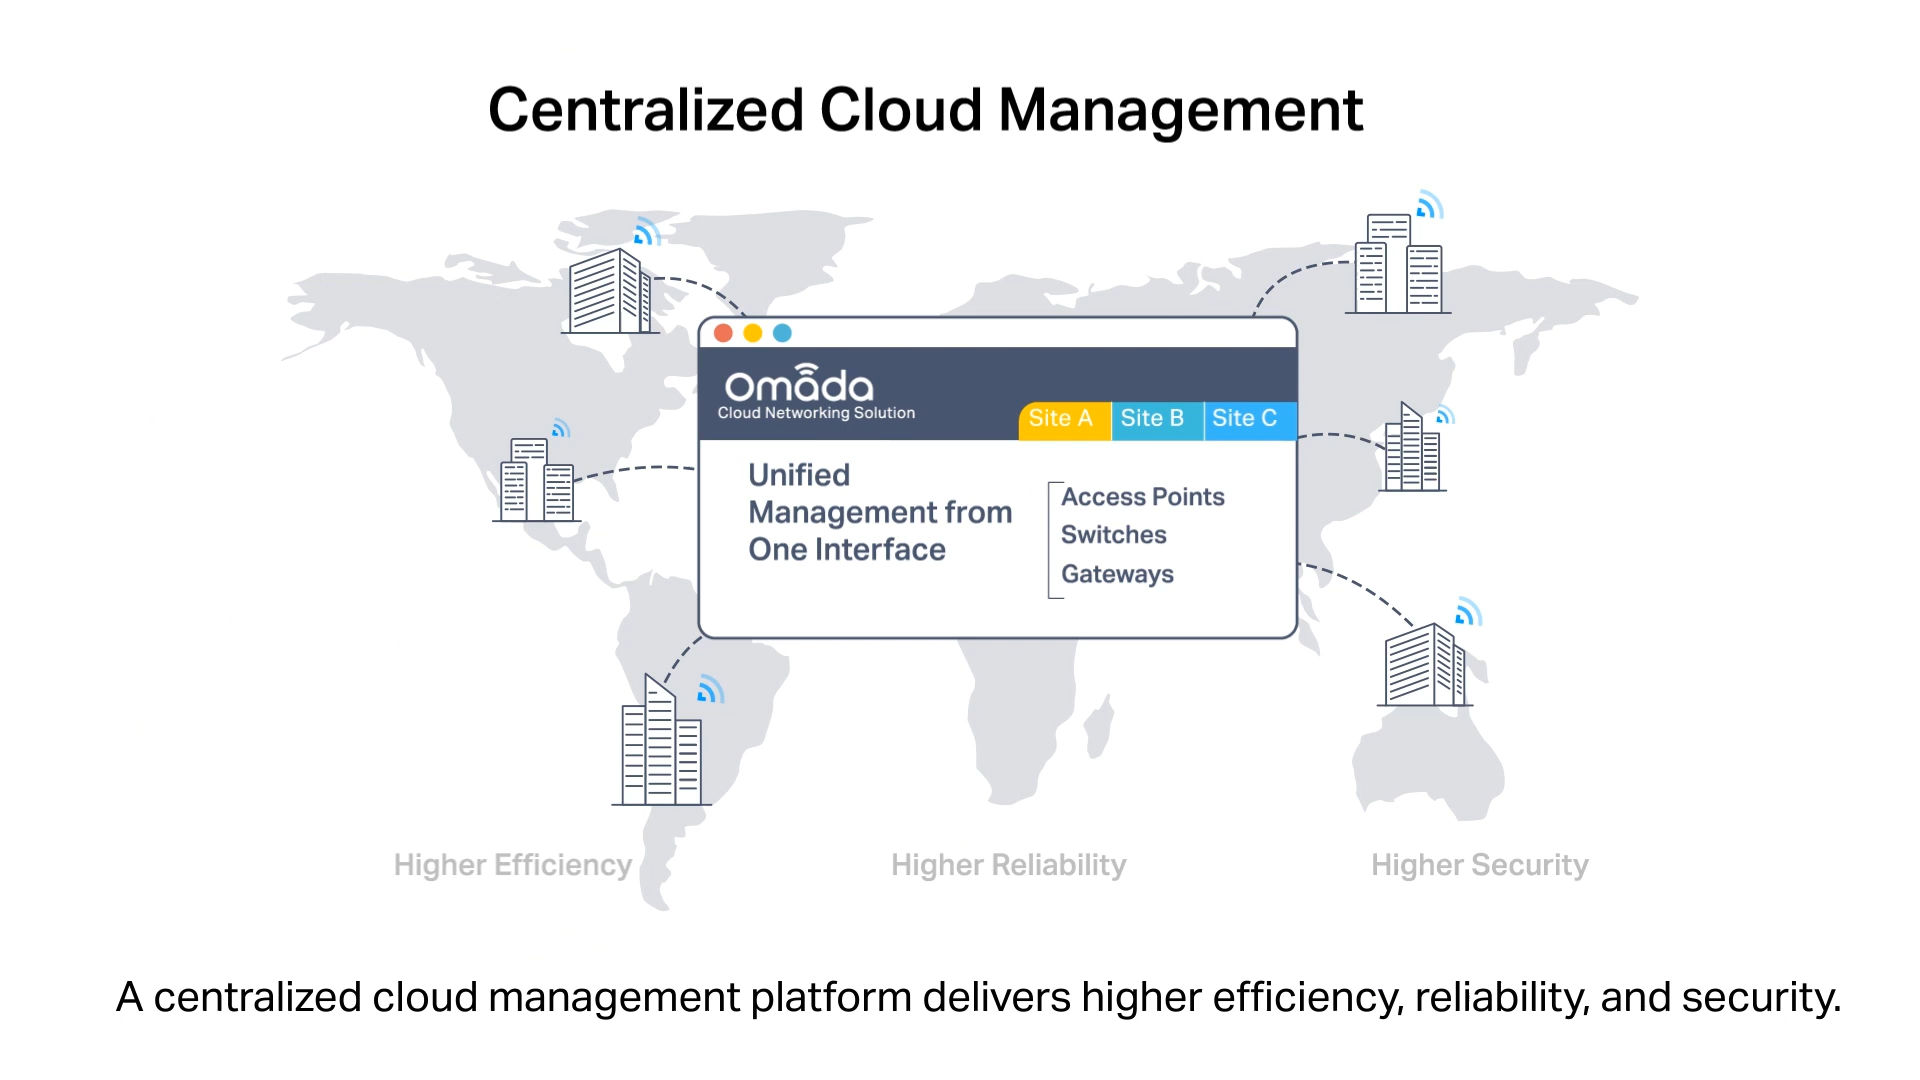 Centralized Cloud Management
Omada
Cloud Networking Solution
Site A Site B Site C
Unified
Management from
One Interface
Access Points
Switches
Gateways
Higher Efficiency
Higher Reliability
Higher Security
A centralized cloud management platform delivers higher efficiency, reliability, and security.